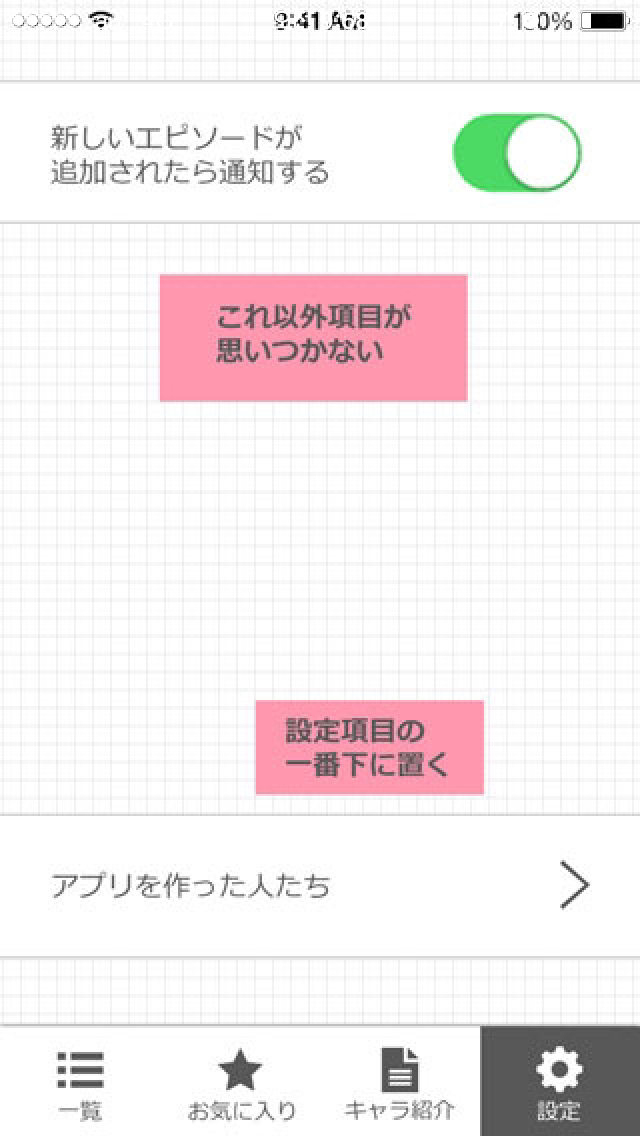 9:41 AM
100%
新しいエピソードが
追加されたら通知する
これ以外項目が
思いつかない
設定項目の
一番下に置く
アプリを作った人たち
一覧
お気に入り
キャラ紹介
設定